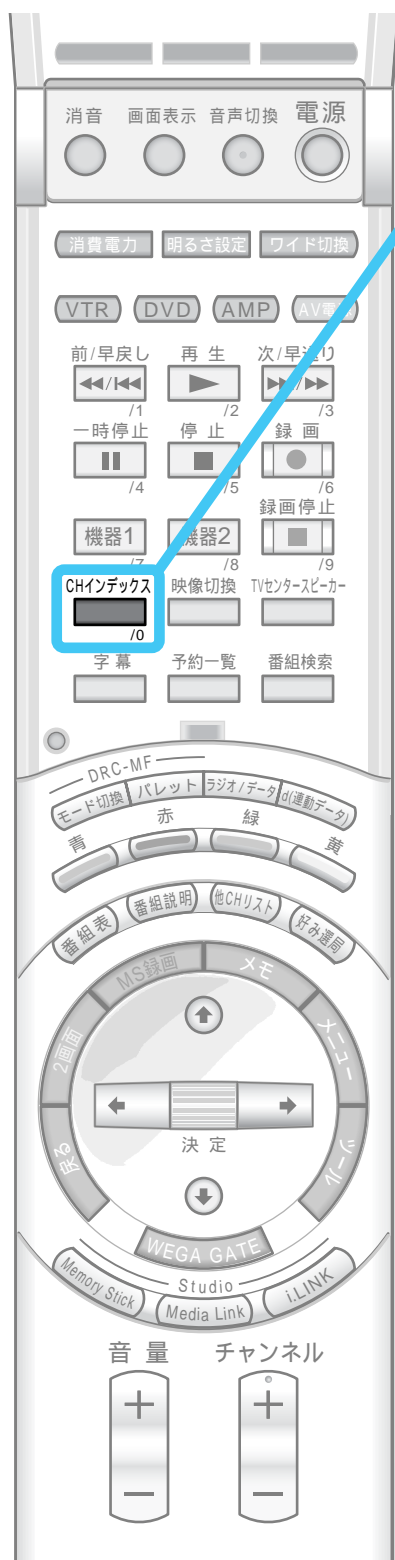 消音 画面表示 音声切換 電源
消費電力 明るさ設定 ワイド切換
VTR DVD AMP
前/早戻し 再生 次/早送り
/1 /2 /3
一時停止 停止 録画
/4 /5 /6
録画停止
機器1 機器2
/7 /8 /9
CHインデックス 映像切換 TVセンタースピーカー
/0
字幕 予約一覧 番組検索
DRC-MF
モード切換 パレット ラジオ/データ d(連動データ)
青 赤 緑 黄
番組表 番組説明 他CHリスト 好み選局
2画面 MS録画 メモ メニュー
決定
戻る ツール
WEGA GATE
Studio
Memory Stick Media Link i.LINK
音量 チャンネル
+ +
− −